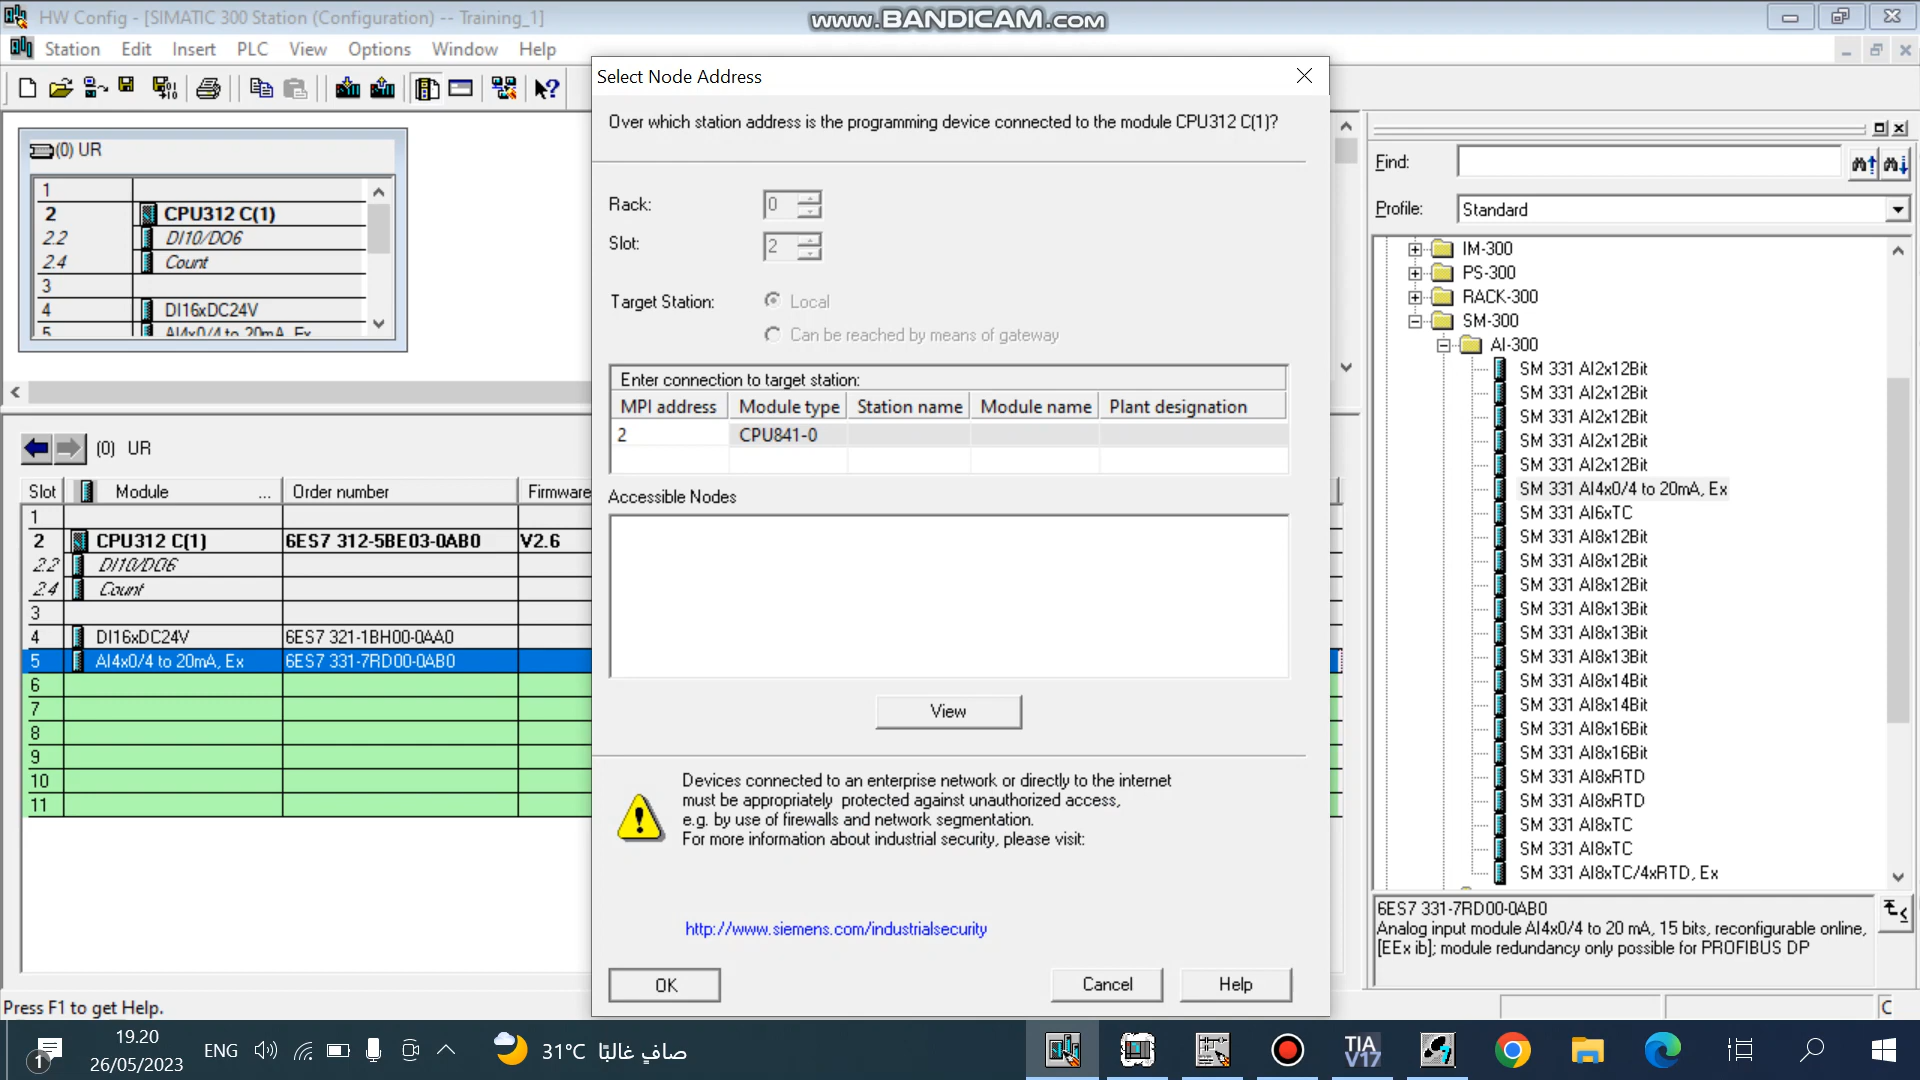 HW Config - [SIMATIC 300 Station (Configuration) -- Training_1]
www.BANDICAM.com
Station Edit Insert PLC View Options Window Help
(0) UR
1
2 CPU312 C(1)
2.2 DI10/DO6
2.4 Count
3
4 DI16xDC24V
5 AI4x0/4 to 20mA, Ex
(0) UR
Slot Module ... Order number Firmware
1
2 CPU312 C(1) 6ES7 312-5BE03-0AB0 V2.6
2.2 DI10/DO6
2.4 Count
3
4 DI16xDC24V 6ES7 321-1BH00-0AA0
5 AI4x0/4 to 20mA, Ex 6ES7 331-7RD00-0AB0
6
7
8
9
10
11
Select Node Address
Over which station address is the programming device connected to the module CPU312 C(1)?
Rack: 0
Slot: 2
Target Station: Local
Can be reached by means of gateway
Enter connection to target station:
MPI address Module type Station name Module name Plant designation
2 CPU841-0
Accessible Nodes
View
Devices connected to an enterprise network or directly to the internet
must be appropriately protected against unauthorized access,
e.g. by use of firewalls and network segmentation.
For more information about industrial security, please visit:
http://www.siemens.com/industrialsecurity
OK Cancel Help
Find:
Profile: Standard
IM-300
PS-300
RACK-300
SM-300
AI-300
SM 331 AI2x12Bit
SM 331 AI2x12Bit
SM 331 AI2x12Bit
SM 331 AI2x12Bit
SM 331 AI2x12Bit
SM 331 AI4x0/4 to 20mA, Ex
SM 331 AI6xTC
SM 331 AI8x12Bit
SM 331 AI8x12Bit
SM 331 AI8x12Bit
SM 331 AI8x13Bit
SM 331 AI8x13Bit
SM 331 AI8x13Bit
SM 331 AI8x14Bit
SM 331 AI8x14Bit
SM 331 AI8x16Bit
SM 331 AI8x16Bit
SM 331 AI8xRTD
SM 331 AI8xRTD
SM 331 AI8xTC
SM 331 AI8xTC
SM 331 AI8xTC/4xRTD, Ex
6ES7 331-7RD00-0AB0
Analog input module AI4x0/4 to 20 mA, 15 bits, reconfigurable online,
[EEx ib]; module redundancy only possible for PROFIBUS DP
Press F1 to get Help.
C
1
19.20
26/05/2023
ENG
31°C صافٍ غالبًا
TIA
V17